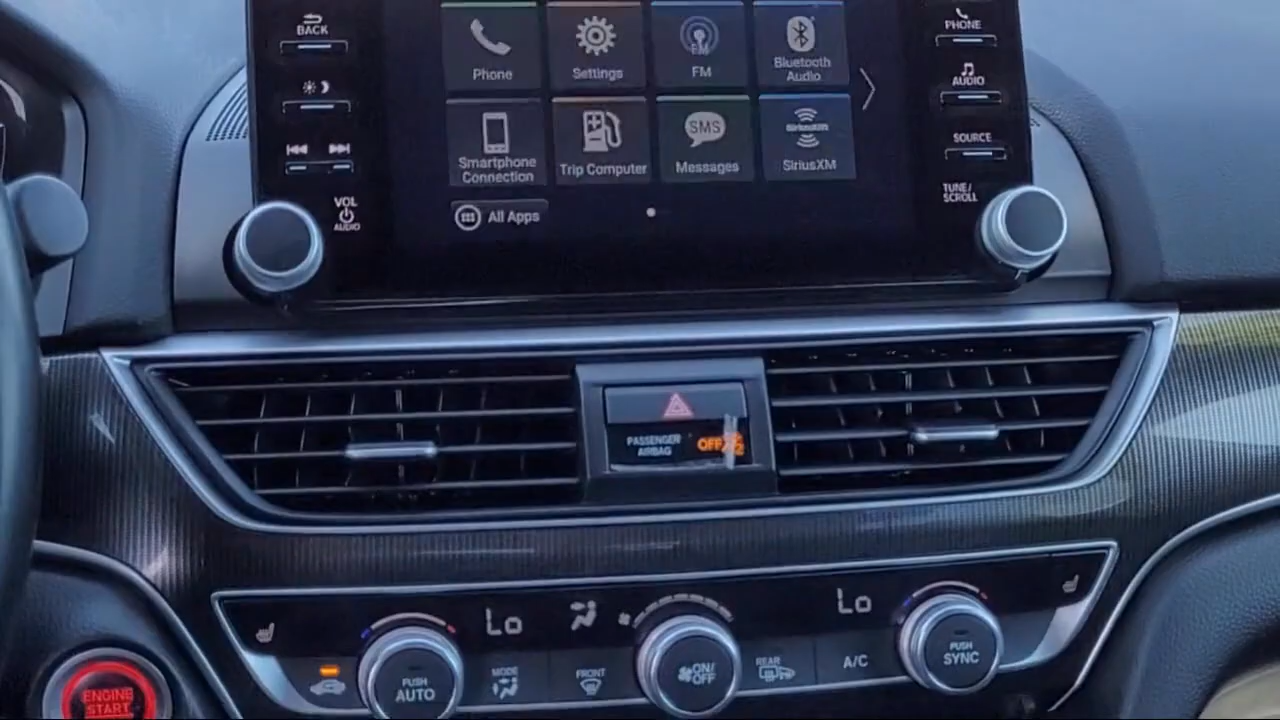 BACK
PHONE
Phone
Settings
FM
Bluetooth
Audio
AUDIO
SOURCE
Smartphone
Connection
Trip Computer
SMS
Messages
SiriusXM
SiriusXM
VOL
AUDIO
TUNE/
SCROLL
All Apps
PASSENGER
AIRBAG
OFF
Lo
Lo
MODE
FRONT
ON/
OFF
REAR
A/C
PUSH
AUTO
PUSH
SYNC
ENGINE
START